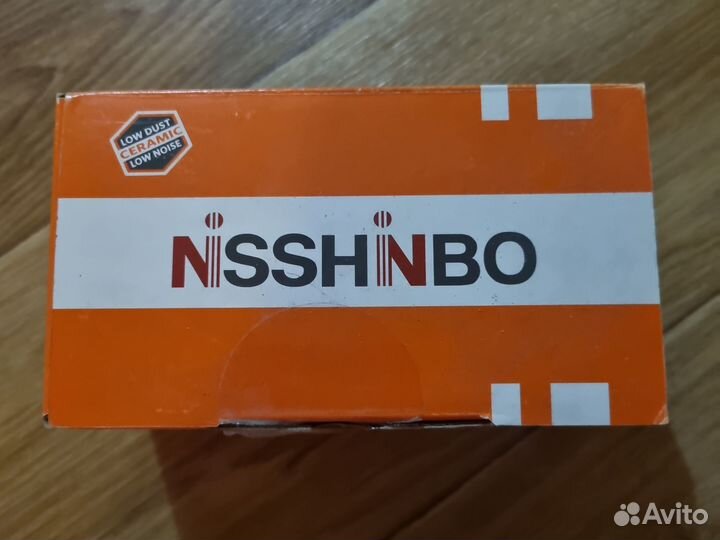 LOW DUST
CERAMIC
LOW NOISE
NiSSHiNBO
Avito